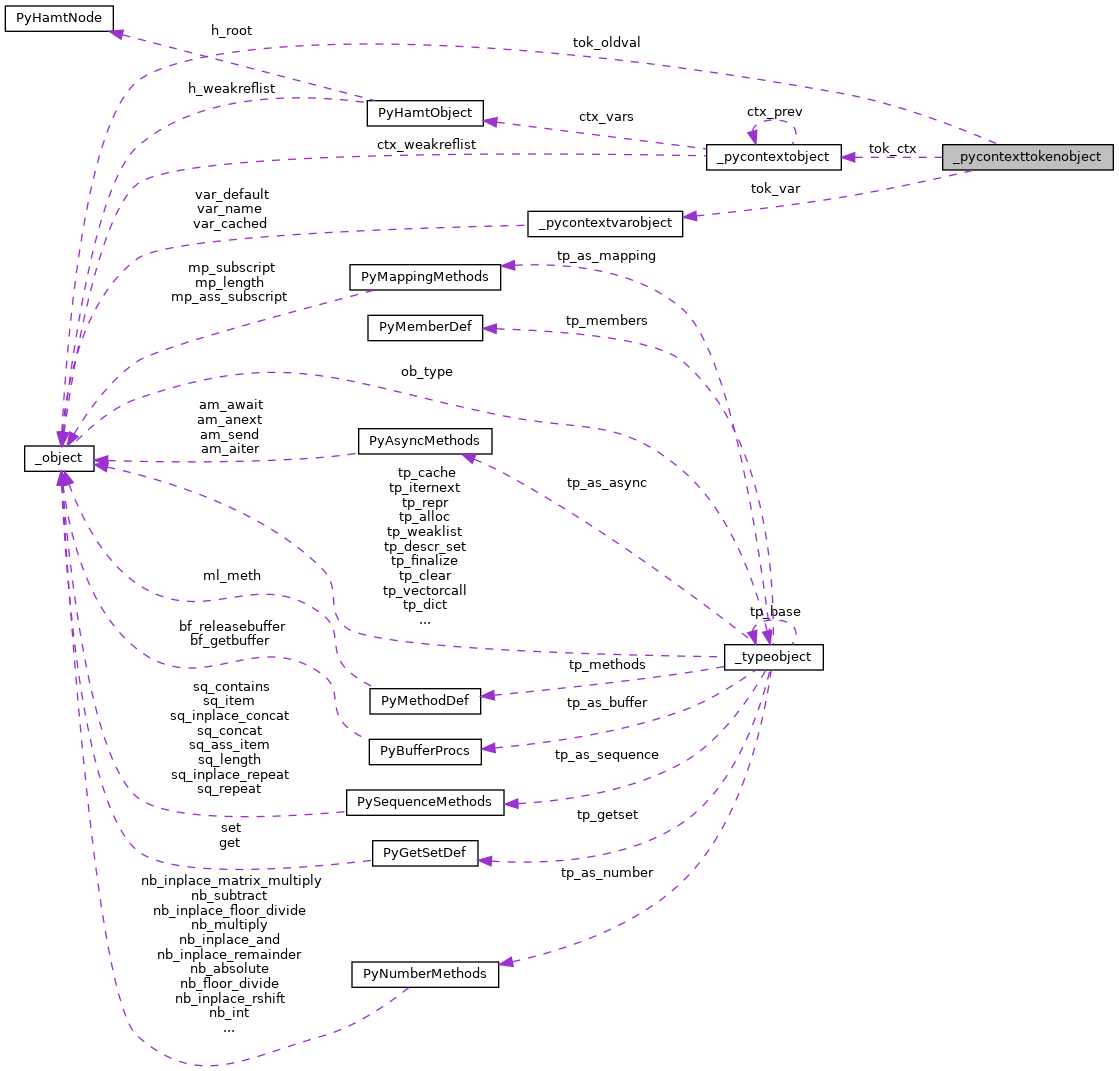 PyHamtNode
h_root
tok_oldval
h_weakreflist
PyHamtObject
ctx_vars
ctx_prev
ctx_weakreflist
_pycontextobject
tok_ctx
_pycontexttokenobject
tok_var
var_default
var_name
var_cached
_pycontextvarobject
mp_subscript
mp_length
mp_ass_subscript
PyMappingMethods
tp_as_mapping
PyMemberDef
tp_members
ob_type
am_await
am_anext
am_send
am_aiter
PyAsyncMethods
_object
tp_as_async
tp_cache
tp_iternext
tp_repr
tp_alloc
tp_weaklist
tp_descr_set
tp_finalize
tp_clear
tp_vectorcall
tp_dict
...
ml_meth
tp_base
_typeobject
bf_releasebuffer
bf_getbuffer
tp_methods
PyMethodDef
tp_as_buffer
PyBufferProcs
sq_contains
sq_item
sq_inplace_concat
sq_concat
sq_ass_item
sq_length
sq_inplace_repeat
sq_repeat
tp_as_sequence
PySequenceMethods
set
get
tp_getset
PyGetSetDef
tp_as_number
nb_inplace_matrix_multiply
nb_subtract
nb_inplace_floor_divide
nb_multiply
nb_inplace_and
nb_inplace_remainder
nb_absolute
nb_floor_divide
nb_inplace_rshift
nb_int
...
PyNumberMethods